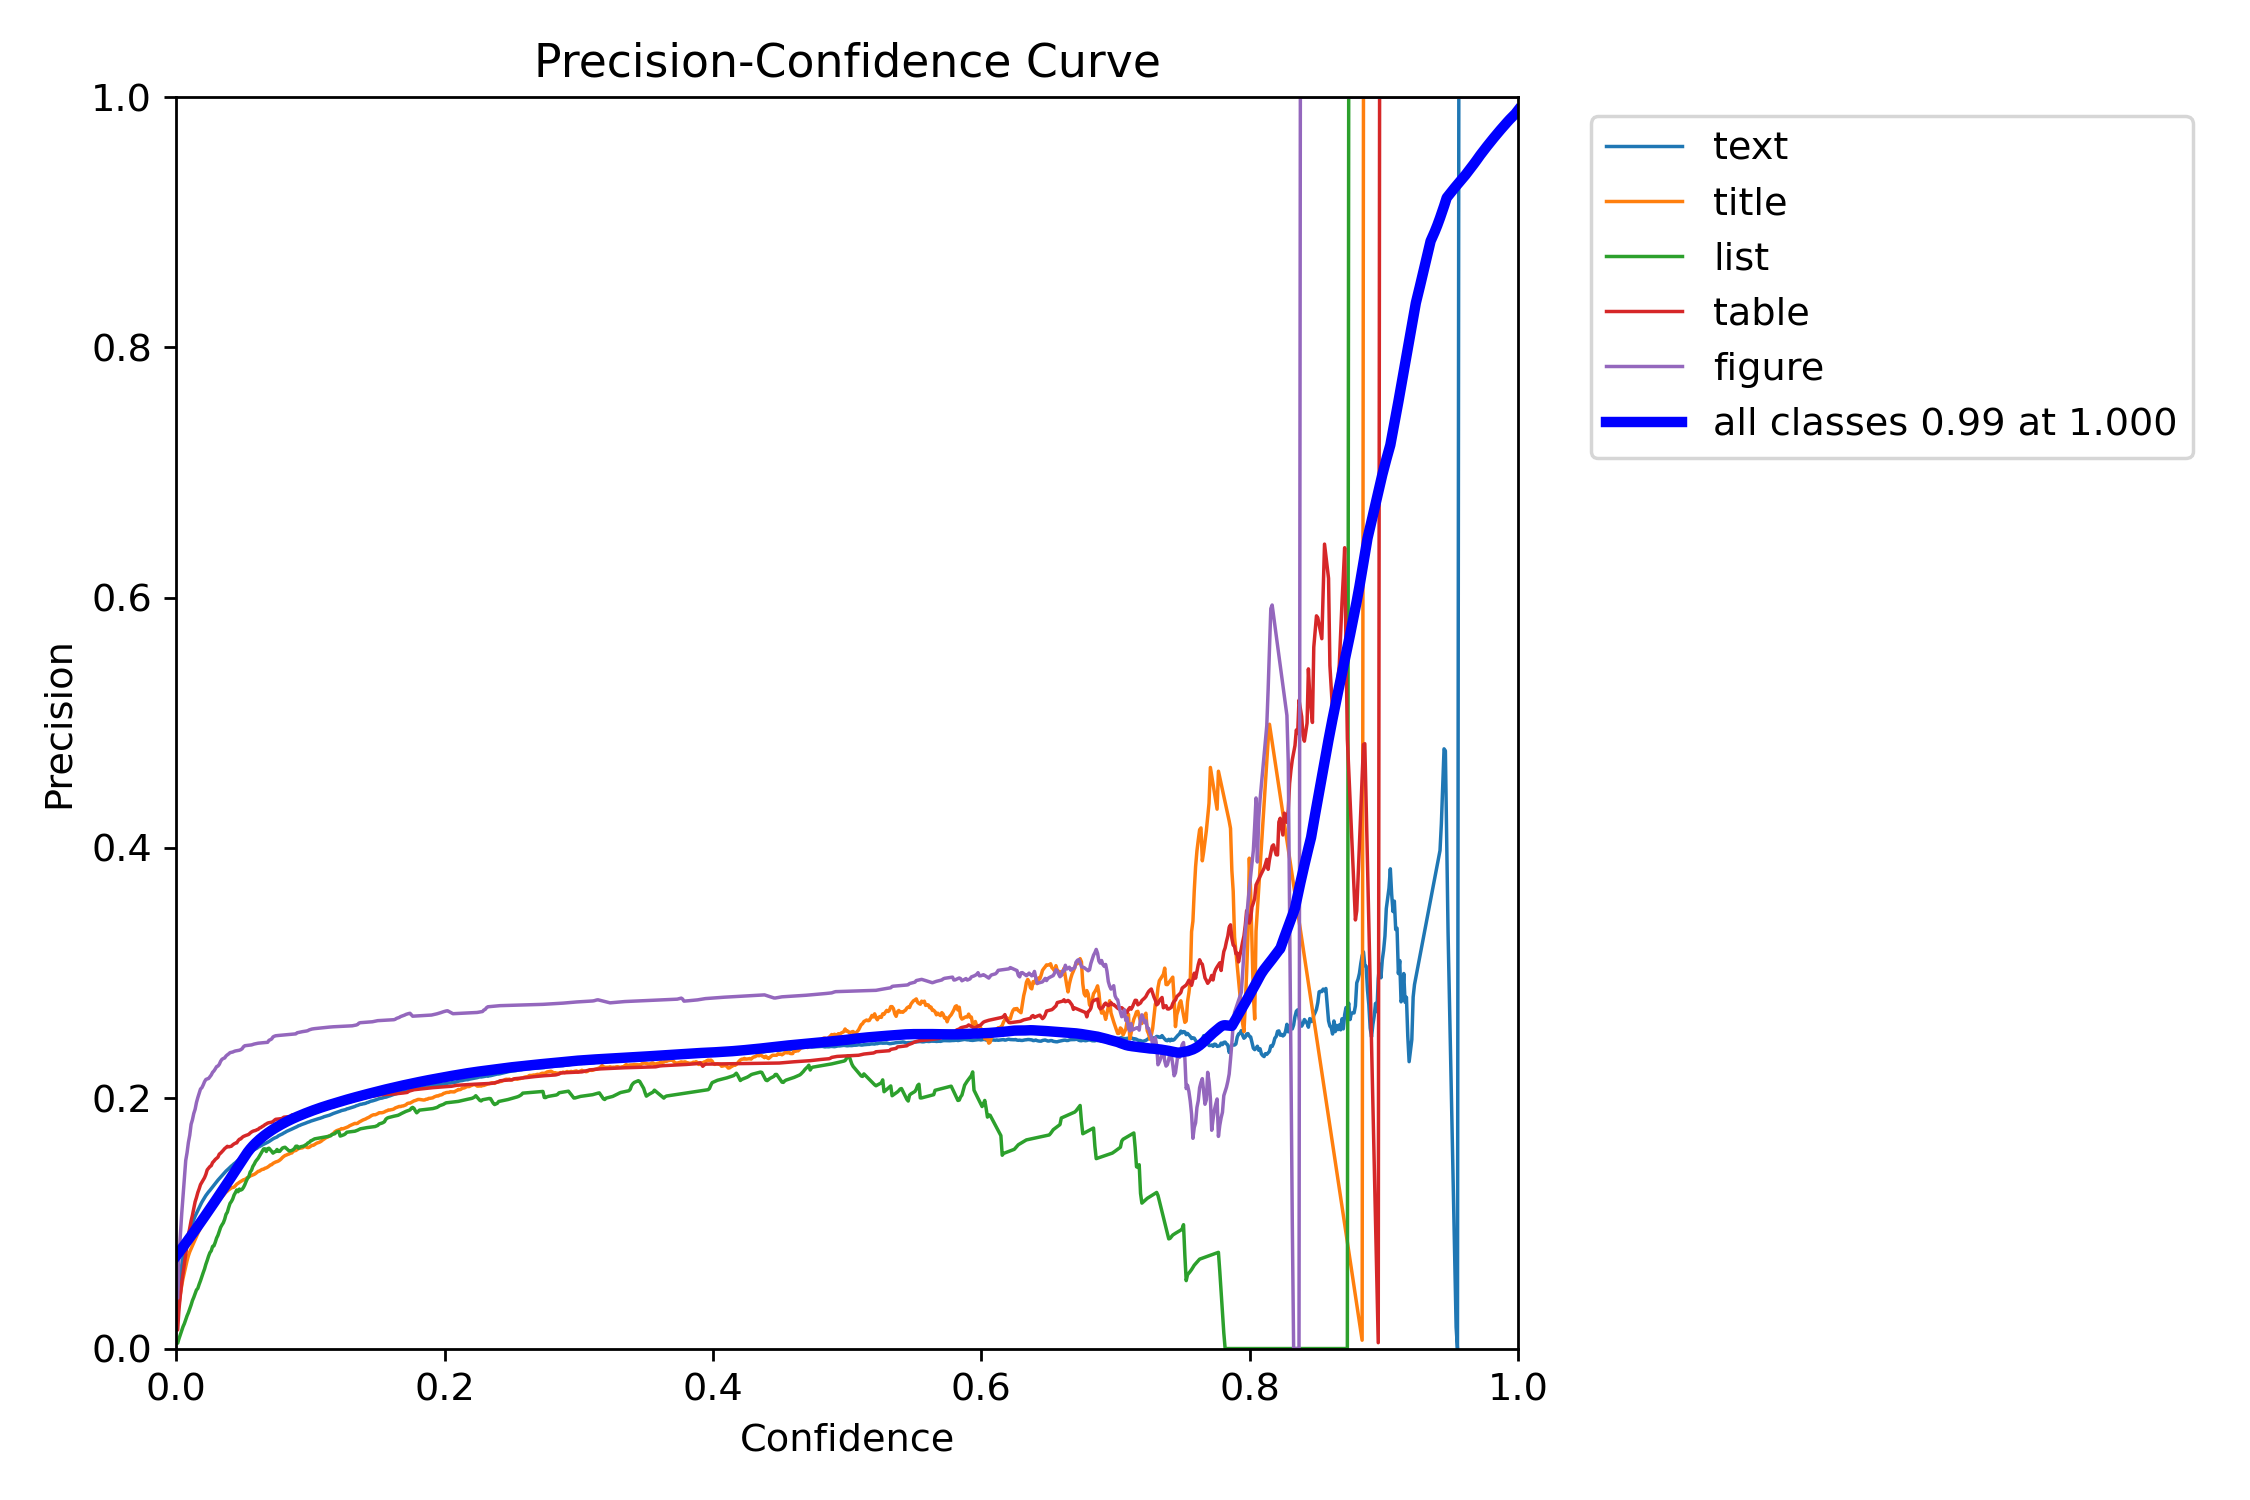 Precision-Confidence Curve
1.0
0.8
0.6
0.4
0.2
0.0
Precision
0.0 0.2 0.4 0.6 0.8 1.0
Confidence
text
title
list
table
figure
all classes 0.99 at 1.000